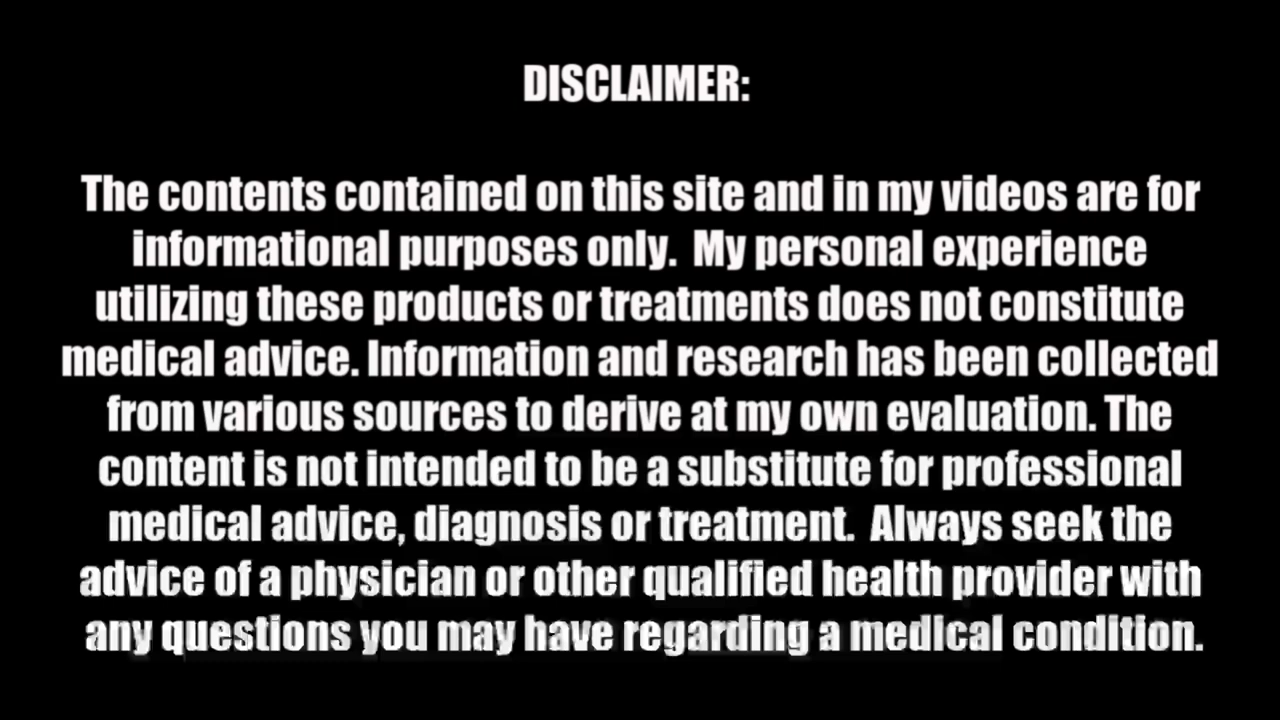 DISCLAIMER:
The contents contained on this site and in my videos are for
informational purposes only.  My personal experience
utilizing these products or treatments does not constitute
medical advice. Information and research has been collected
from various sources to derive at my own evaluation. The
content is not intended to be a substitute for professional
medical advice, diagnosis or treatment.  Always seek the
advice of a physician or other qualified health provider with
any questions you may have regarding a medical condition.